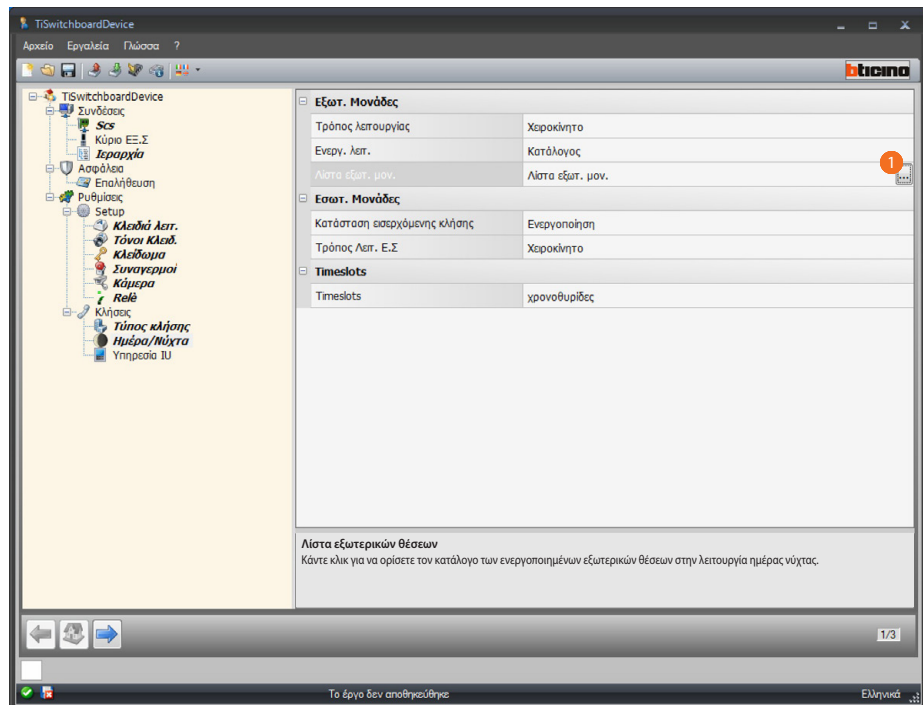 TiSwitchboardDevice
Αρχείο Εργαλεία Γλώσσα ?
bticino
TiSwitchboardDevice
Συνδέσεις
Scs
Κύριο ΕΞ.Σ
Ιεραρχία
Ασφάλεια
Επαλήθευση
Ρυθμίσεις
Setup
Κλειδιά λειτ.
Τόνοι Κλειδ.
Κλείδωμα
Συναγερμοί
Κάμερα
Relè
Κλήσεις
Τύπος κλήσης
Ημέρα/Νύχτα
Υπηρεσία IU
Εξωτ. Μονάδες
Τρόπος λειτουργίας Χειροκίνητο
Ενεργ. λειτ. Κατάλογος
1
Λίστα εξωτ. μον. Λίστα εξωτ. μον. ...
Εσωτ. Μονάδες
Κατάσταση εισερχόμενης κλήσης Ενεργοποίηση
Τρόπος Λειτ. Ε.Σ Χειροκίνητο
Timeslots
Timeslots χρονοθυρίδες
Λίστα εξωτερικών θέσεων
Κάντε κλικ για να ορίσετε τον κατάλογο των ενεργοποιημένων εξωτερικών θέσεων στην λειτουργία ημέρας νύχτας.
1/3
Το έργο δεν αποθηκεύθηκε Ελληνικά